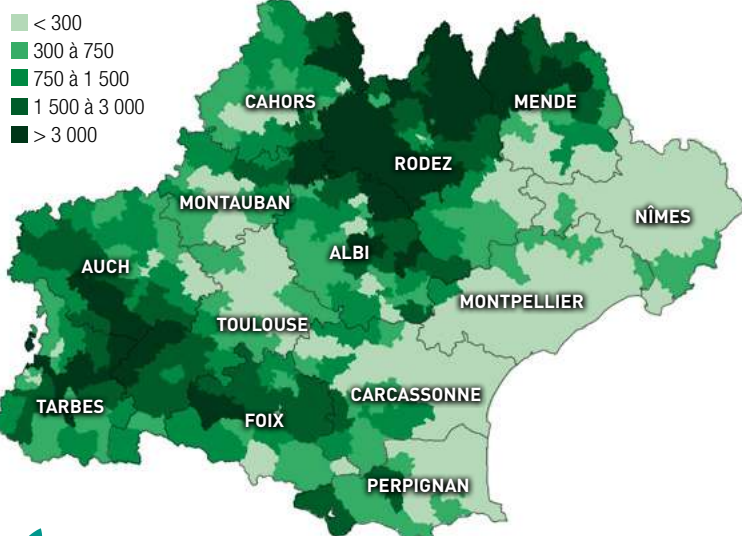 < 300
300 à 750
750 à 1 500
1 500 à 3 000
> 3 000
CAHORS
MENDE
RODEZ
MONTAUBAN
NÎMES
ALBI
AUCH
MONTPELLIER
TOULOUSE
CARCASSONNE
TARBES
FOIX
PERPIGNAN